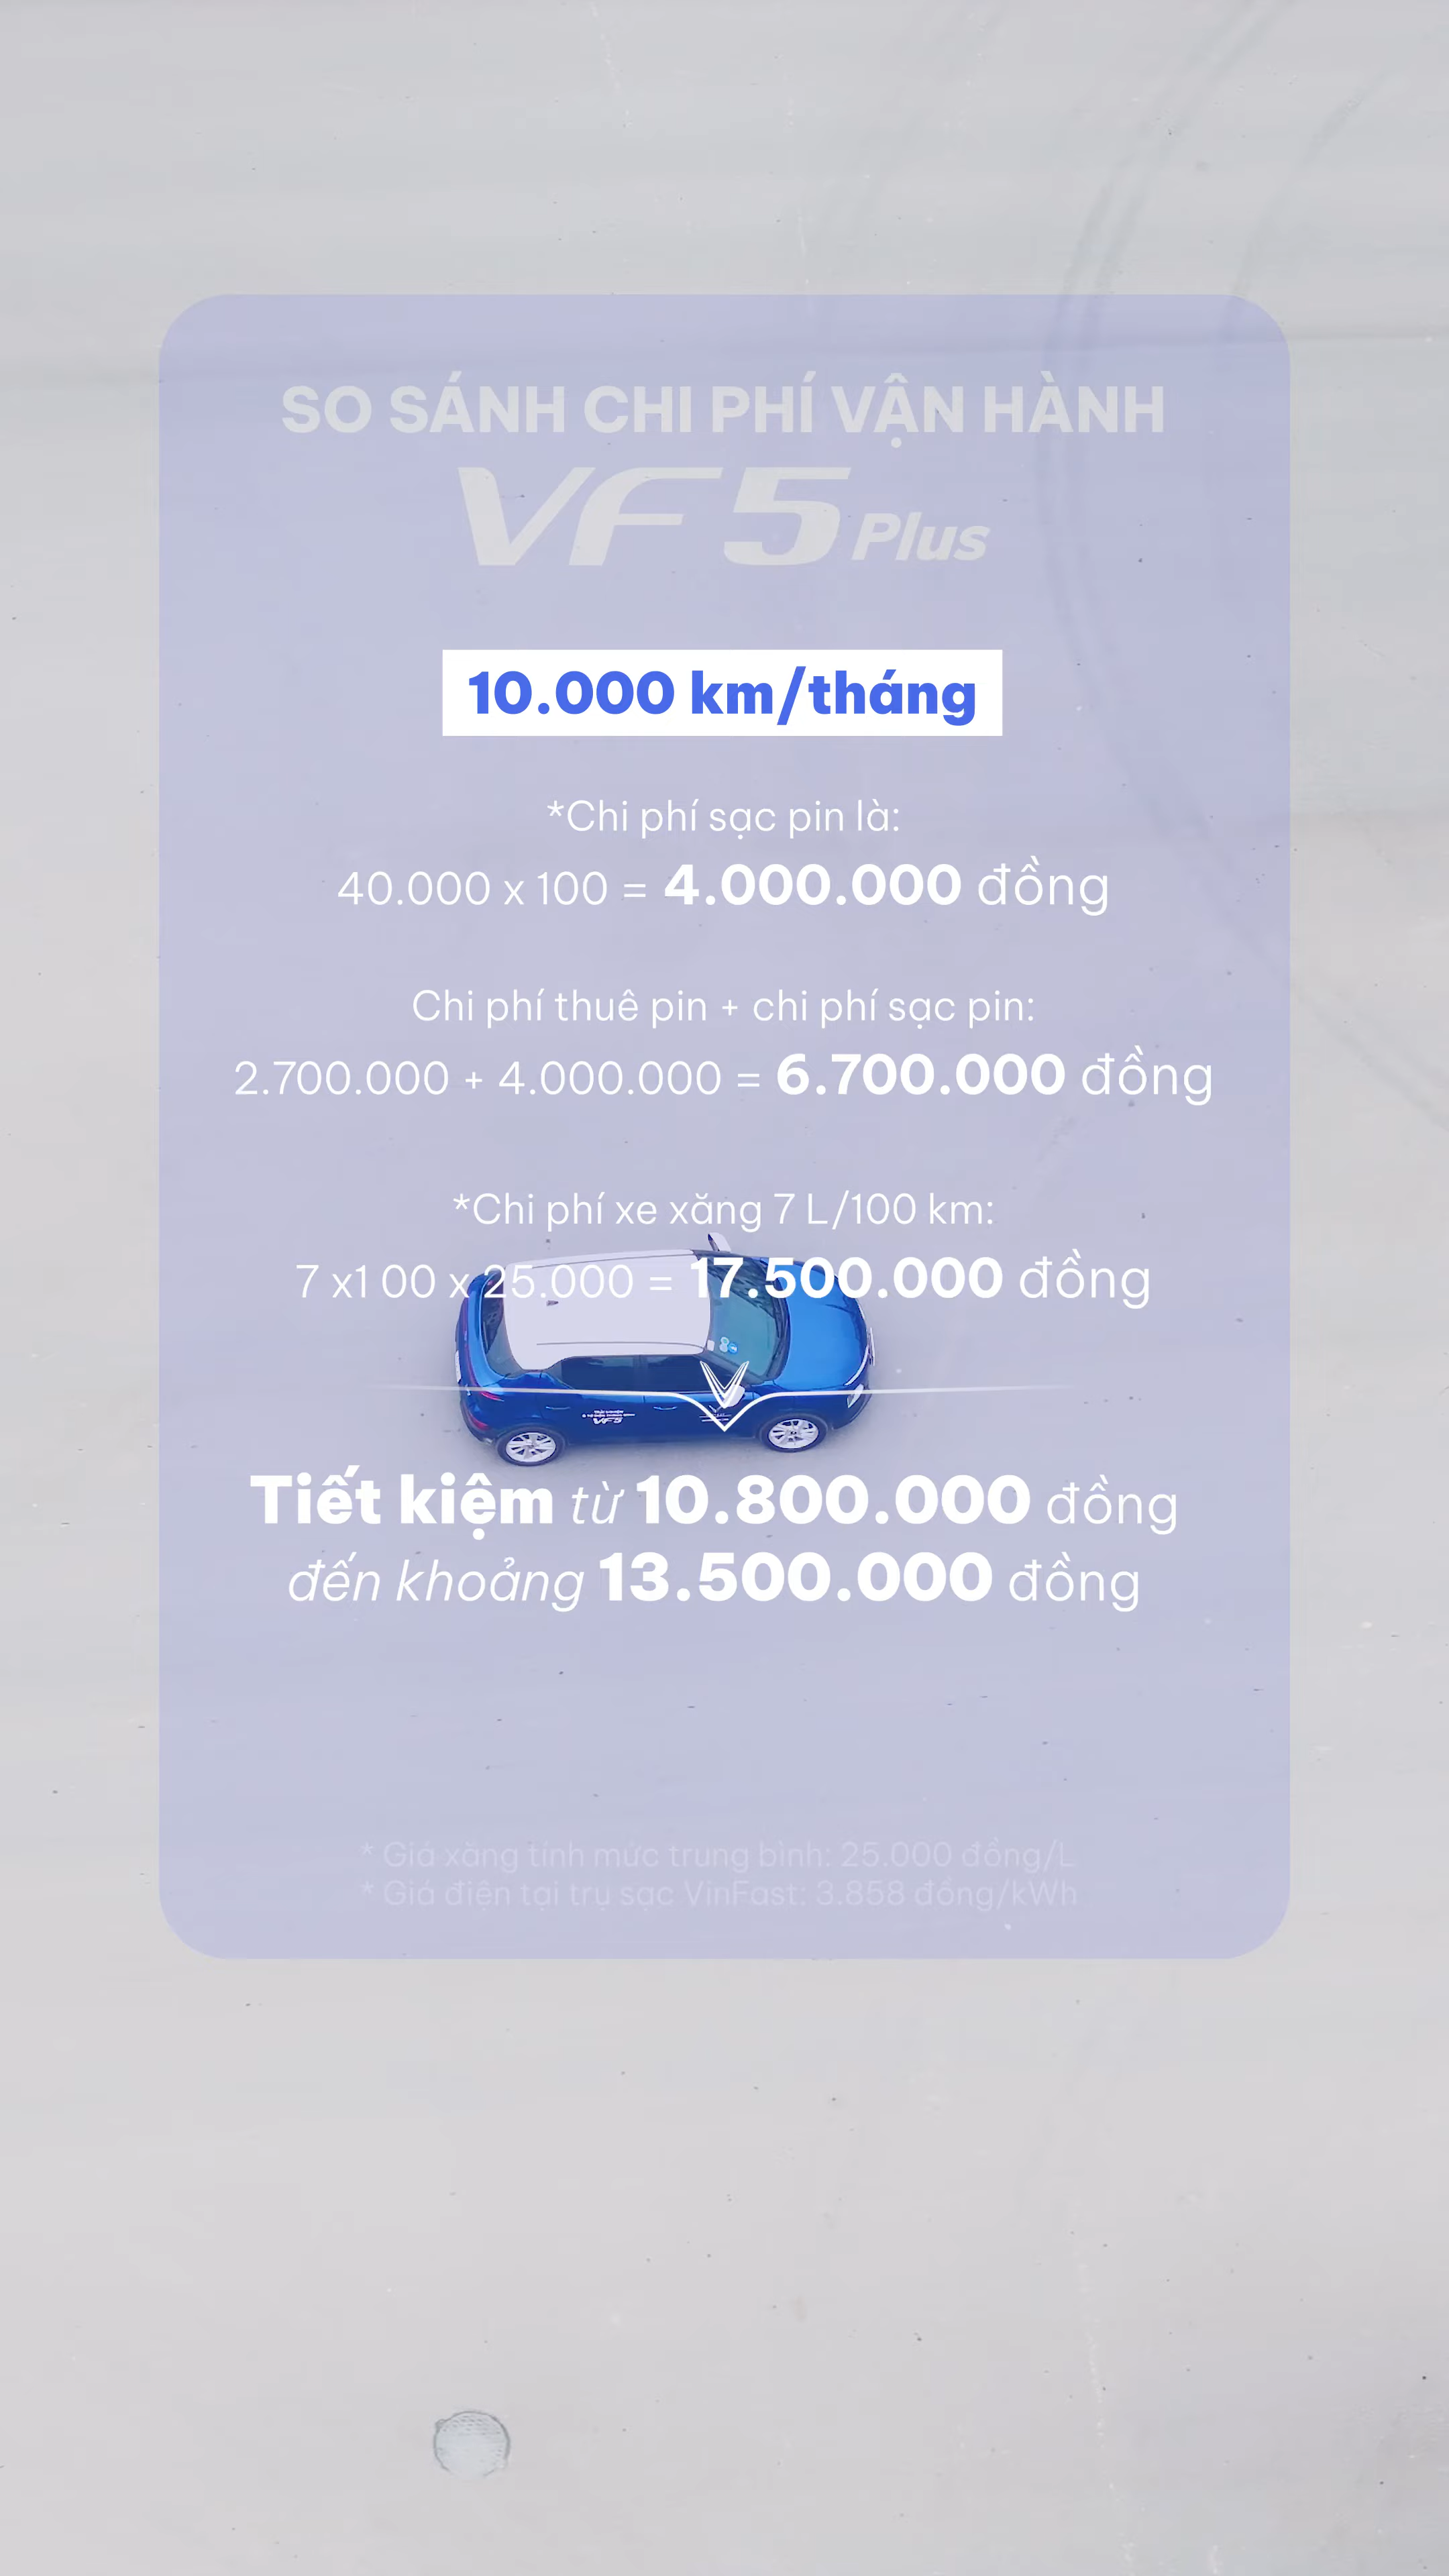 SO SÁNH CHI PHÍ VẬN HÀNH
VF 5 Plus
10.000 km/tháng
*Chi phí sạc pin là:
40.000 x 100 = 4.000.000 đồng
Chi phí thuê pin + chi phí sạc pin:
2.700.000 + 4.000.000 = 6.700.000 đồng
*Chi phí xe xăng 7 L/100 km:
7 x1 00 x 25.000 = 17.500.000 đồng
VF5
Tiết kiệm từ 10.800.000 đồng
đến khoảng 13.500.000 đồng
* Giá xăng tính mức trung bình: 25.000 đồng/L
* Giá điện tại trụ sạc VinFast: 3.858 đồng/kWh